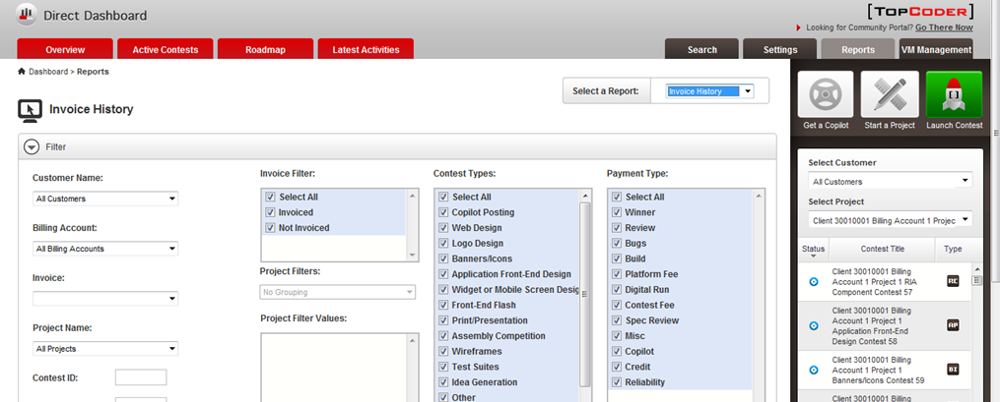 Direct Dashboard
[TOPCODER]
Looking for Community Portal? Go There Now
Overview
Active Contests
Roadmap
Latest Activities
Search
Settings
Reports
VM Management
Dashboard > Reports
Select a Report:
Invoice History
Invoice History
Get a Copilot
Start a Project
Launch Contest
Filter
Customer Name:
All Customers
Billing Account:
All Billing Accounts
Invoice:
Project Name:
All Projects
Contest ID:
Invoice Filter:
Select All
Invoiced
Not Invoiced
Project Filters:
No Grouping
Project Filter Values:
Contest Types:
Select All
Copilot Posting
Web Design
Logo Design
Banners/Icons
Application Front-End Design
Widget or Mobile Screen Desig
Front-End Flash
Print/Presentation
Assembly Competition
Wireframes
Test Suites
Idea Generation
Other
Payment Type:
Select All
Winner
Review
Bugs
Build
Platform Fee
Digital Run
Contest Fee
Spec Review
Misc
Copilot
Credit
Reliability
Select Customer
All Customers
Select Project
Client 30010001 Billing Account 1 Projec
Status
Contest Title
Type
Client 30010001 Billing
Account 1 Project 1 RIA
Component Contest 57
RC
Client 30010001 Billing
Account 1 Project 1
Application Front-End
Design Contest 58
AP
Client 30010001 Billing
Account 1 Project 1
Banners/Icons Contest 59
BI
Client 30010001 Billing